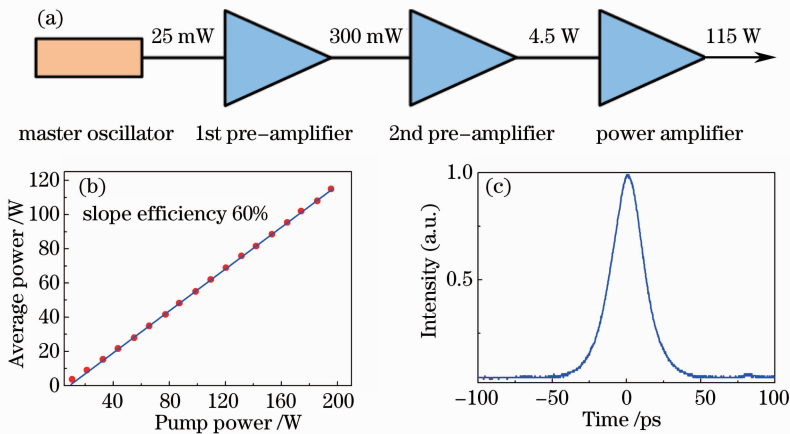 (a)
25 mW 300 mW 4.5 W 115 W
master oscillator 1st pre-amplifier 2nd pre-amplifier power amplifier
(b)
slope efficiency 60%
Average power /W
120
100
80
60
40
20
0
40 80 120 160 200
Pump power /W
(c)
Intensity (a.u.)
1.0
0.5
-100 -50 0 50 100
Time /ps